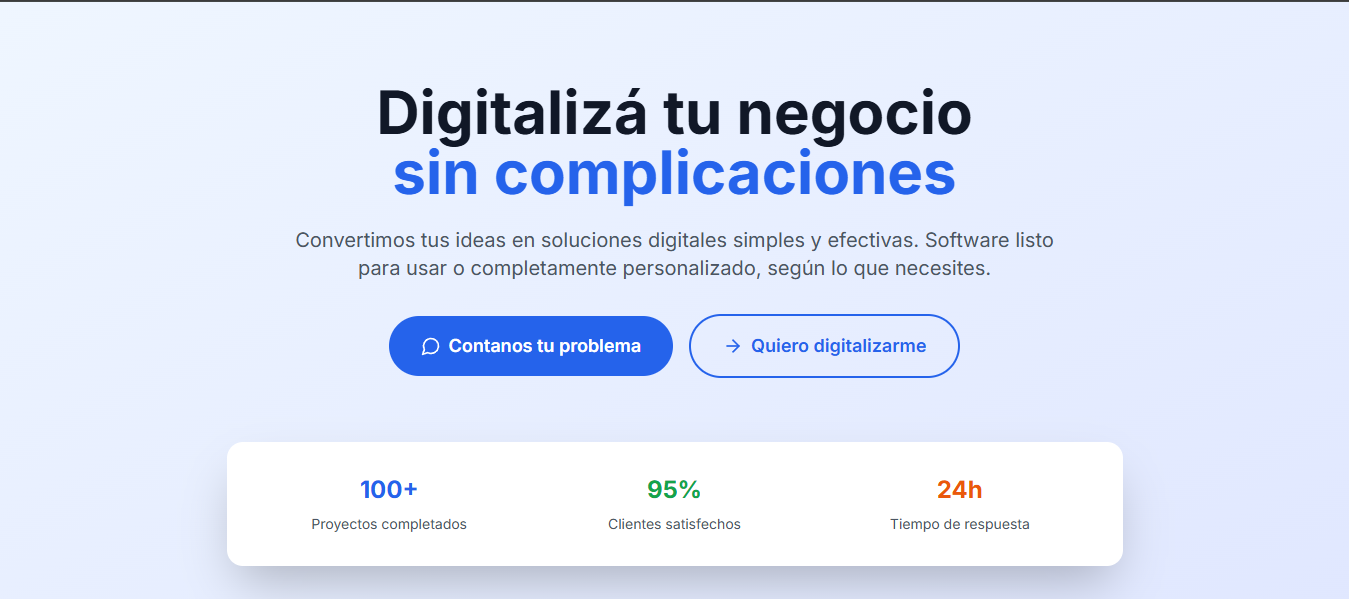 Digitalizá tu negocio
sin complicaciones
Convertimos tus ideas en soluciones digitales simples y efectivas. Software listo
para usar o completamente personalizado, según lo que necesites.
Contanos tu problema
Quiero digitalizarme
100+
Proyectos completados
95%
Clientes satisfechos
24h
Tiempo de respuesta